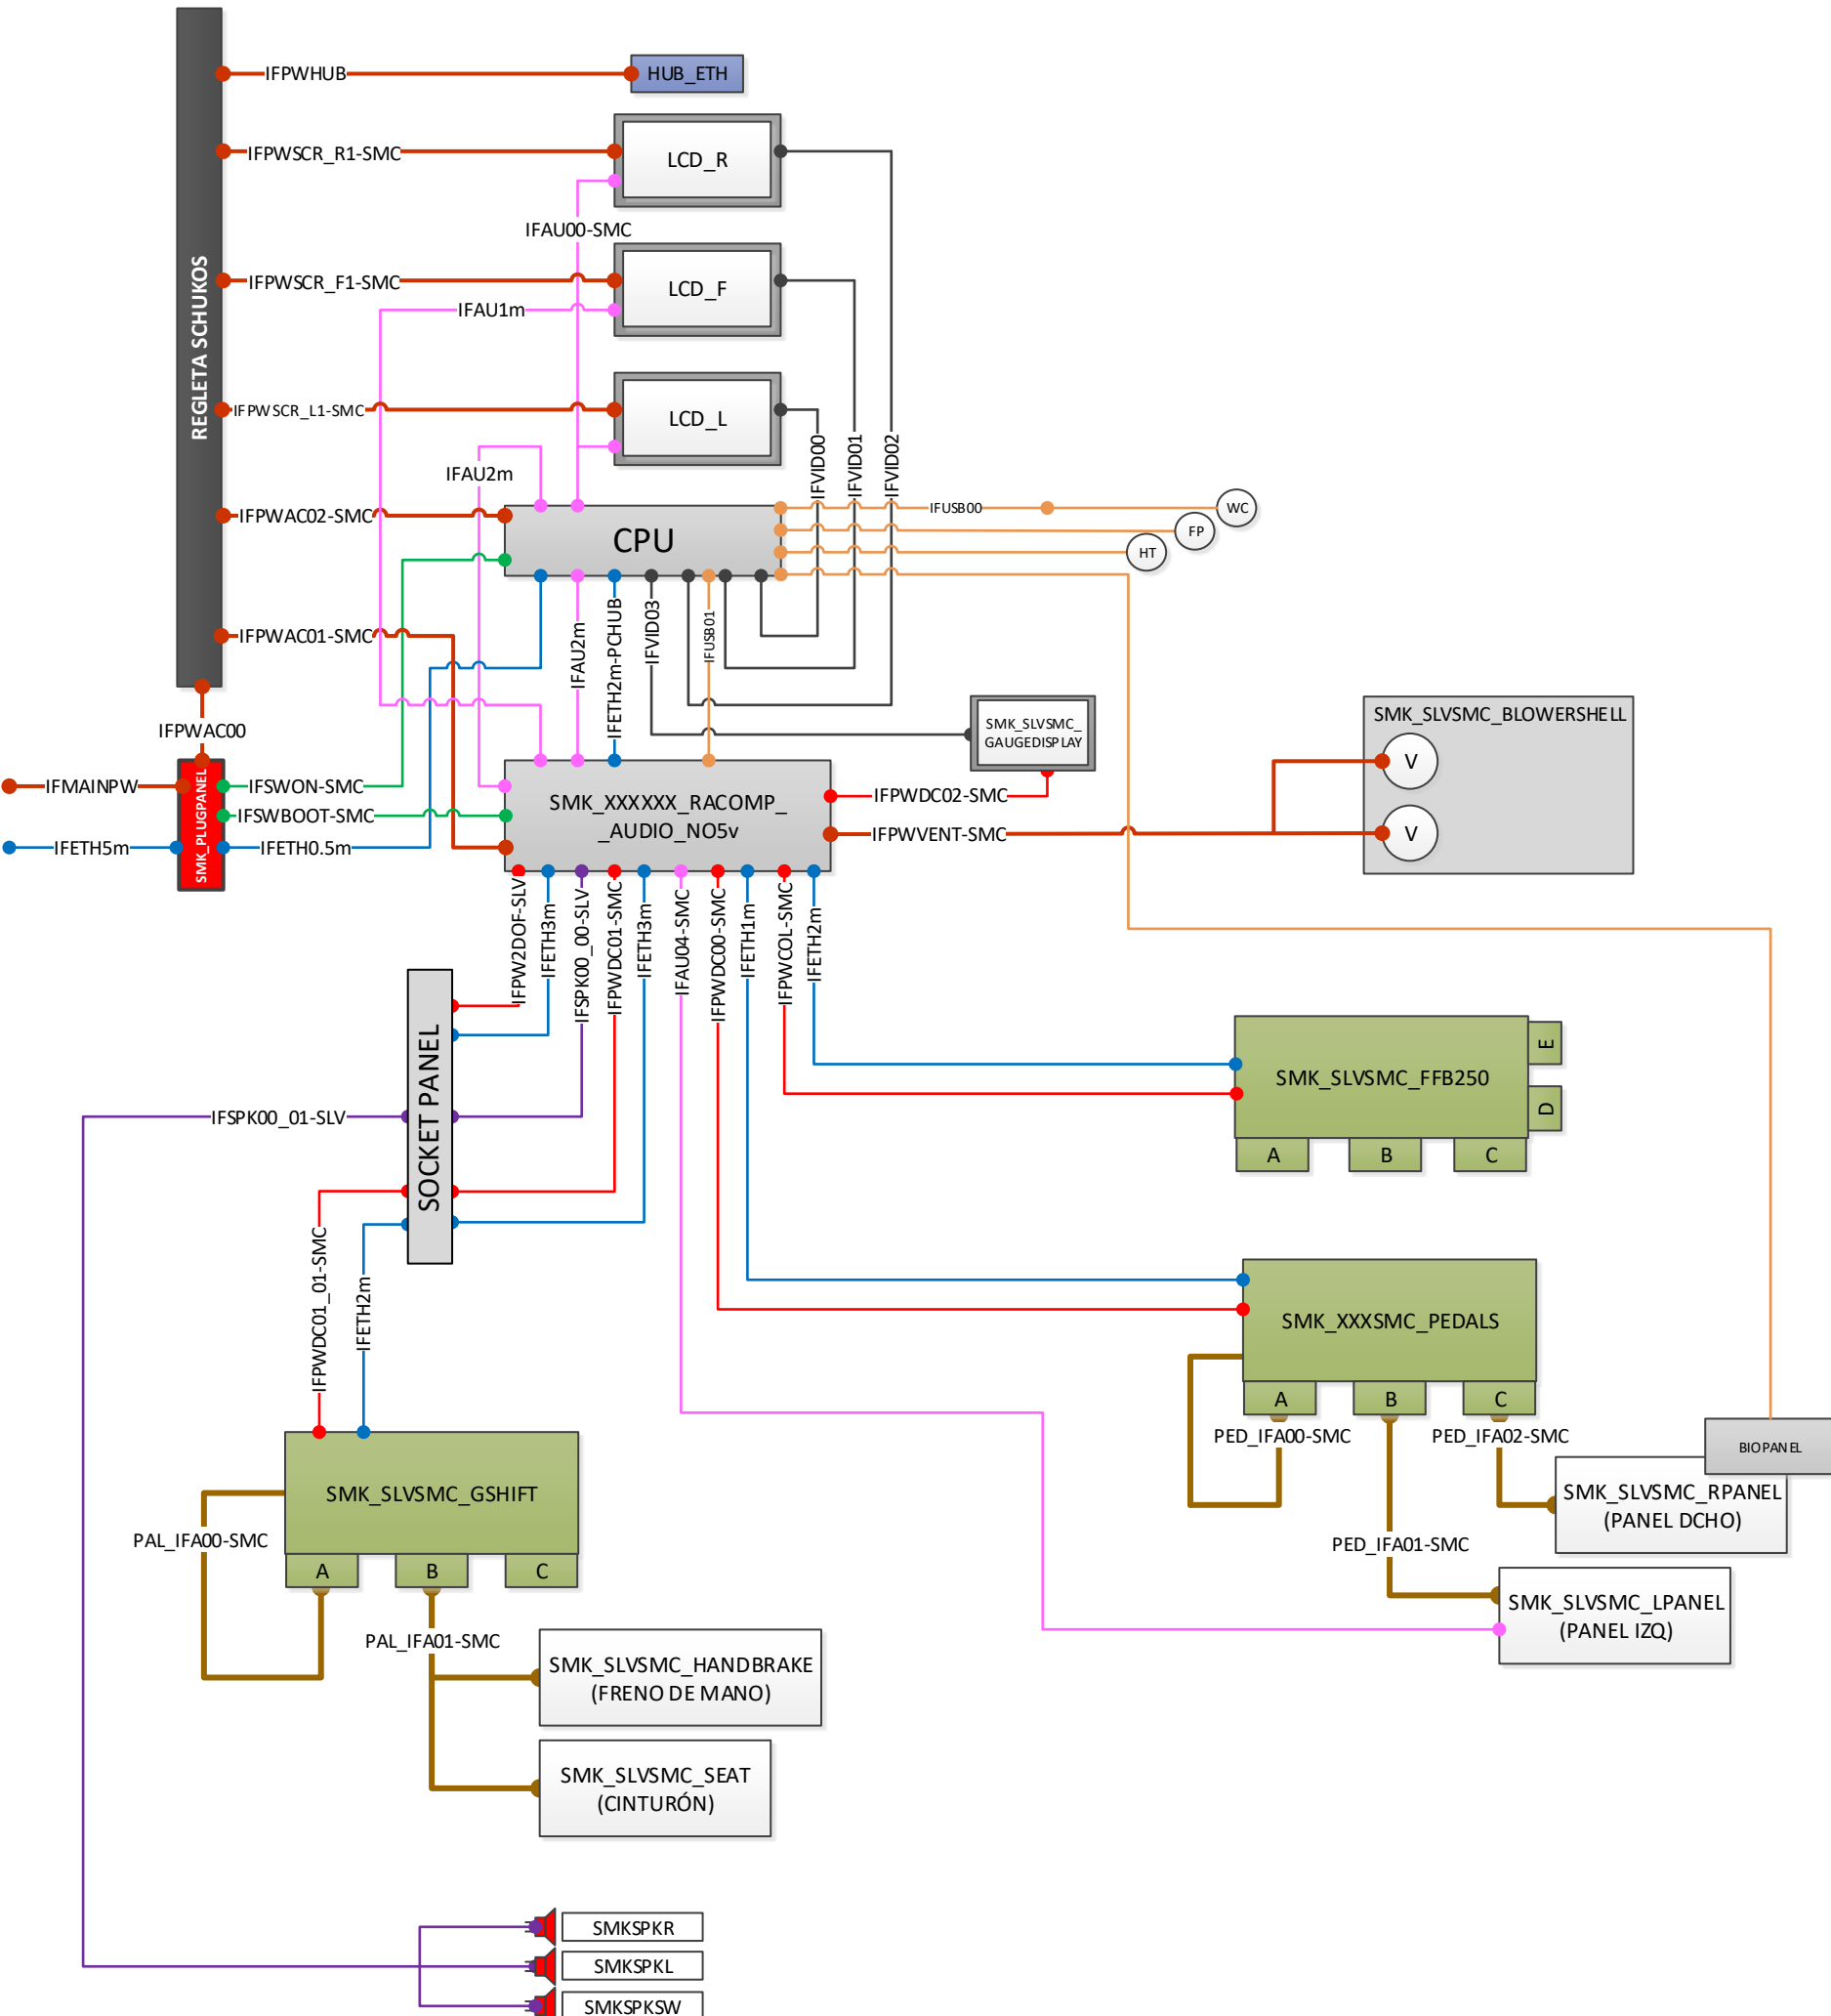 IFPWHUB
HUB_ETH
IFPWSCR_R1-SMC
LCD_R
IFAU00-SMC
REGLETA SCHUKOS
IFPWSCR_F1-SMC
LCD_F
IFAU1m
IFPWSCR_L1-SMC
LCD_L
IFVID00
IFVID01
IFVID02
IFAU2m
IFPWAC02-SMC
CPU
IFUSB00
WC
FP
HT
IFPWAC01-SMC
IFAU2m
IFETH2m-PCHUB
IFVID03
IFUSB01
IFPWAC00
SMK_SLVSMC_
GAUGEDISPLAY
SMK_SLVSMC_BLOWERSHELL
V
V
IFMAINPW
SMK_PLUGPANEL
IFSWON-SMC
IFSWBOOT-SMC
IFETH5m
IFETH0.5m
SMK_XXXXXX_RACOMP_
_AUDIO_NO5v
IFPWDC02-SMC
IFPWVENT-SMC
IFPW2DOF-SLV
IFETH3m
IFSPK00_00-SLV
IFPWDC01-SMC
IFETH3m
IFAU04-SMC
IFPWDC00-SMC
IFETH1m
IFPWCOL-SMC
IFETH2m
SOCKET PANEL
SMK_SLVSMC_FFB250
E
D
A
B
C
IFSPK00_01-SLV
IFPWDC01_01-SMC
IFETH2m
SMK_XXXSMC_PEDALS
A
B
C
PED_IFA00-SMC
PED_IFA02-SMC
BIOPANEL
SMK_SLVSMC_RPANEL
(PANEL DCHO)
PED_IFA01-SMC
SMK_SLVSMC_LPANEL
(PANEL IZQ)
SMK_SLVSMC_GSHIFT
PAL_IFA00-SMC
A
B
C
PAL_IFA01-SMC
SMK_SLVSMC_HANDBRAKE
(FRENO DE MANO)
SMK_SLVSMC_SEAT
(CINTURÓN)
SMKSPKR
SMKSPKL
SMKSPKSW